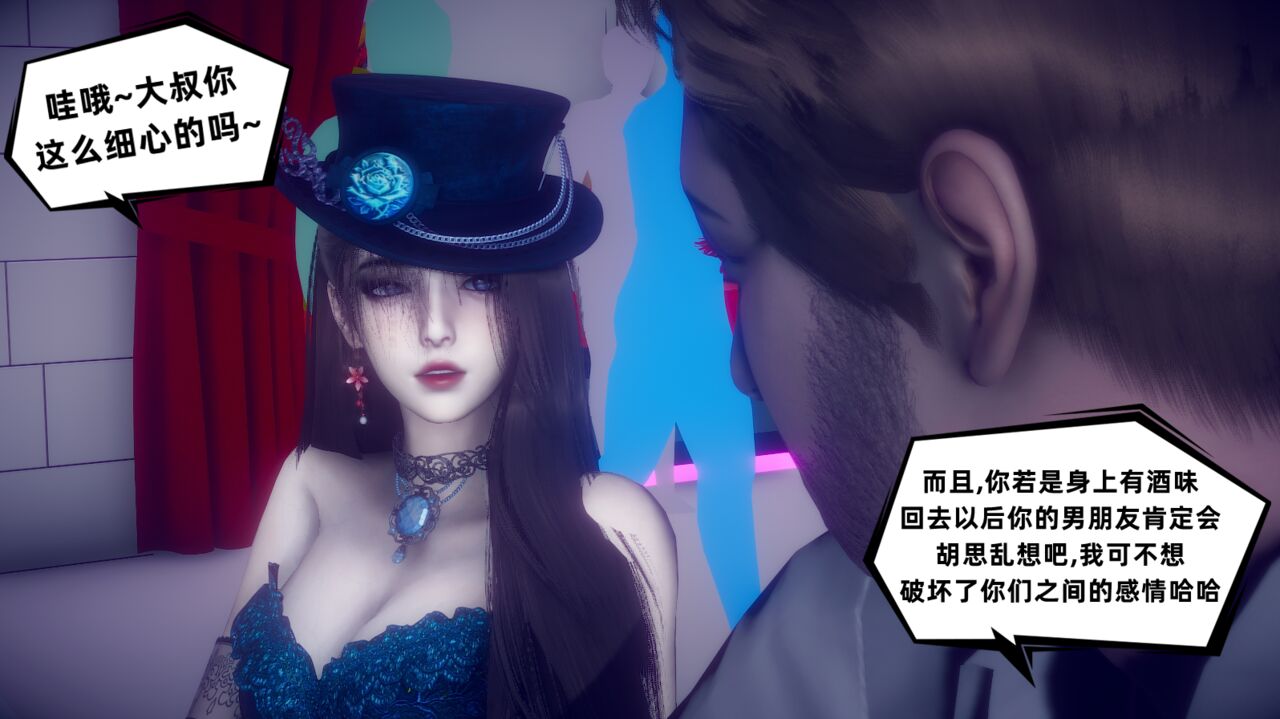 哇哦~大叔你
这么细心的吗~
而且,你若是身上有酒味
回去以后你的男朋友肯定会
胡思乱想吧,我可不想
破坏了你们之间的感情哈哈